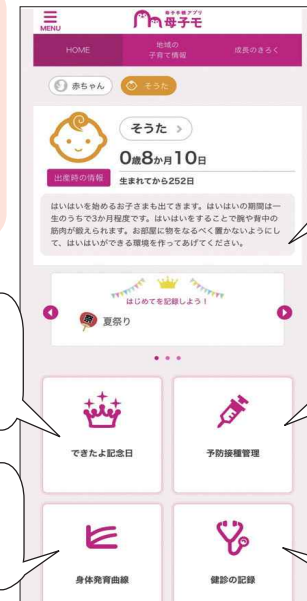 母子手帳アプリ
母子モ
MENU
HOME
地域の
子育て情報
成長のきろく
赤ちゃん
そうた
そうた >
0歳8か月10日
出産時の情報
生まれてから252日
はいはいを始めるお子さまも出てきます。はいはいの期間は一
生のうちで3か月程度です。はいはいをすることで腕や背中の
筋肉が鍛えられます。お部屋に物をなるべく置かないようにし
て、はいはいができる環境を作ってあげてください。
はじめてを記録しよう!
祭
夏祭り
できたよ記念日
予防接種管理
身体発育曲線
健診の記録